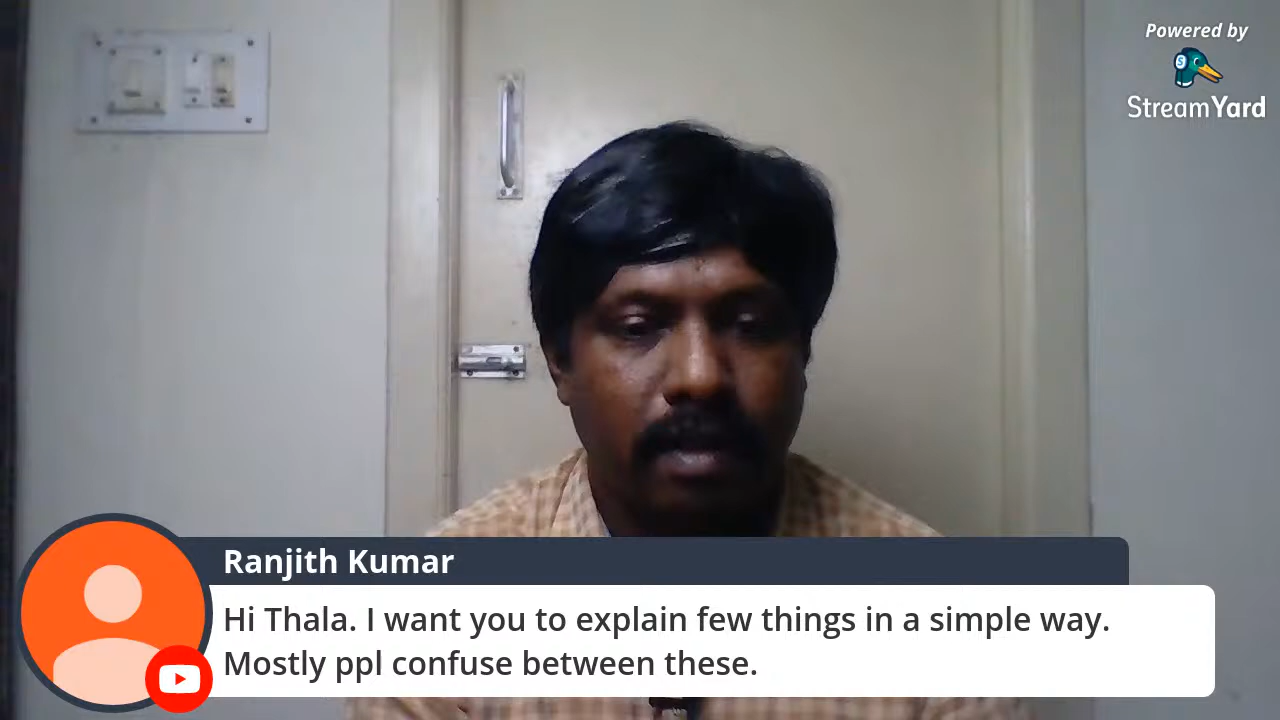 Powered by
StreamYard
Ranjith Kumar
Hi Thala. I want you to explain few things in a simple way.
Mostly ppl confuse between these.